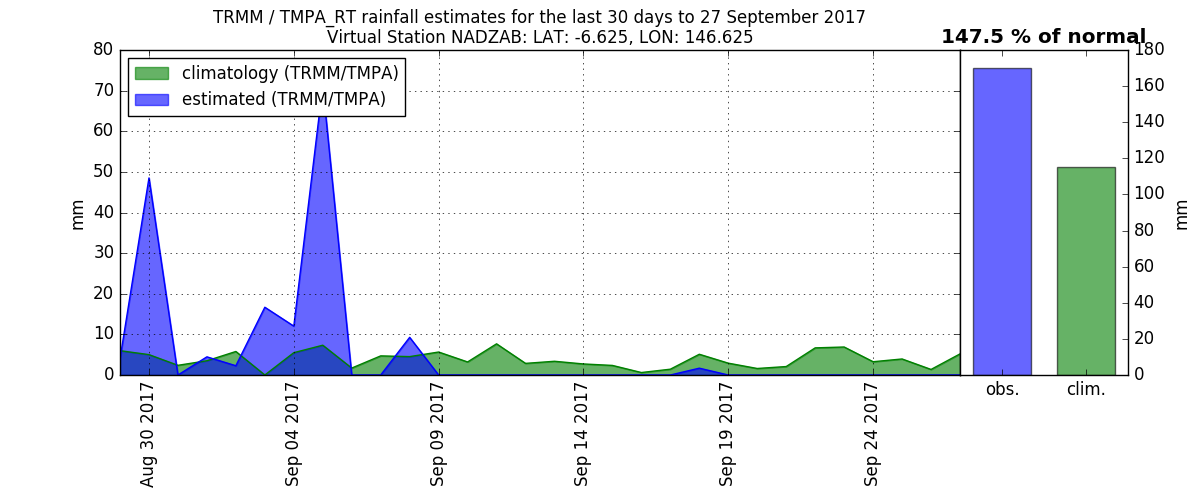 TRMM / TMPA_RT rainfall estimates for the last 30 days to 27 September 2017
Virtual Station NADZAB: LAT: -6.625, LON: 146.625
147.5 % of normal
climatology (TRMM/TMPA)
estimated (TRMM/TMPA)
80
70
60
50
40
30
20
10
0
mm
Aug 30 2017
Sep 04 2017
Sep 09 2017
Sep 14 2017
Sep 19 2017
Sep 24 2017
180
160
140
120
100
80
60
40
20
0
mm
obs.
clim.